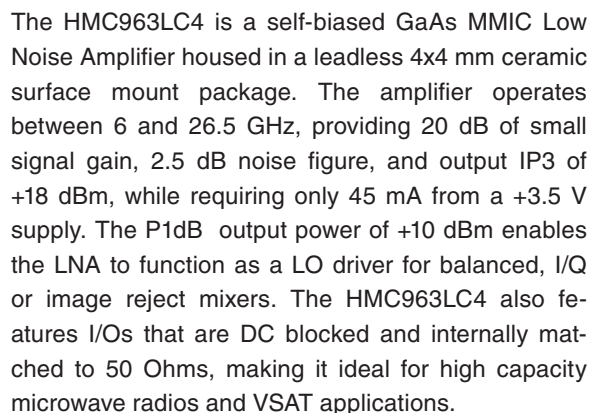 The HMC963LC4 is a self-biased GaAs MMIC Low
Noise Amplifier housed in a leadless 4x4 mm ceramic
surface mount package. The amplifier operates
between 6 and 26.5 GHz, providing 20 dB of small
signal gain, 2.5 dB noise figure, and output IP3 of
+18 dBm, while requiring only 45 mA from a +3.5 V
supply. The P1dB output power of +10 dBm enables
the LNA to function as a LO driver for balanced, I/Q
or image reject mixers. The HMC963LC4 also fe-
atures I/Os that are DC blocked and internally mat-
ched to 50 Ohms, making it ideal for high capacity
microwave radios and VSAT applications.